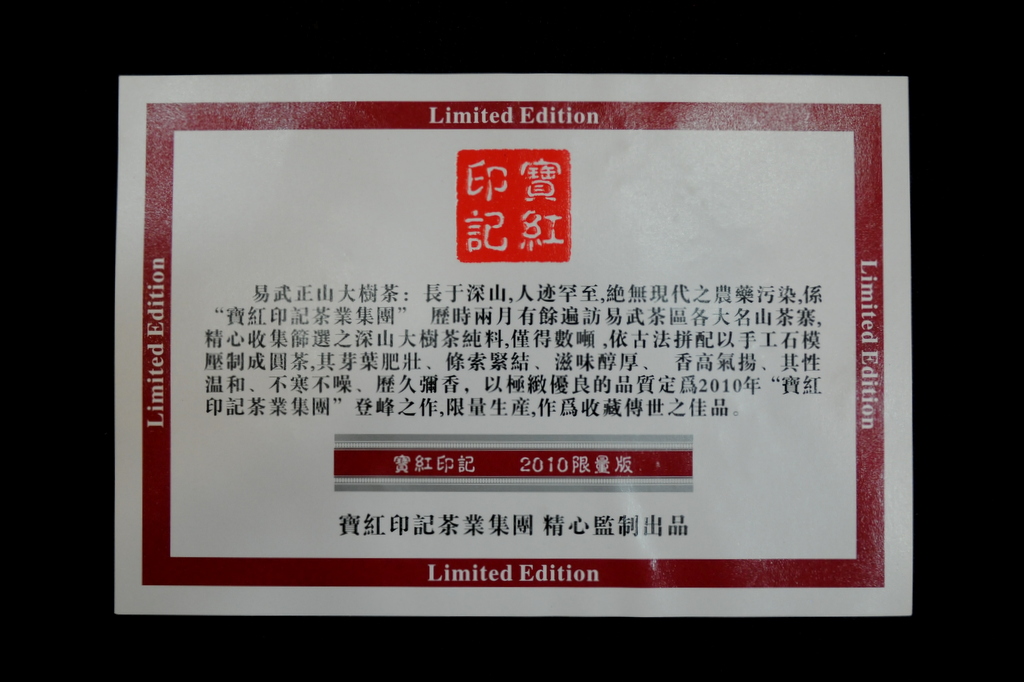 Limited Edition
寶紅
印記
易武正山大樹茶：長于深山,人迹罕至,絶無現代之農藥污染,係
“寶紅印記茶業集團” 歷時兩月有餘遍訪易武茶區各大名山茶寨,
精心收集篩選之深山大樹茶純料,僅得數噸,依古法拼配以手工石模
壓制成圓茶,其芽葉肥壯、條索緊結、滋味醇厚、 香高氣揚、其性
温和、不寒不噪、歷久彌香，以極緻優良的品質定爲2010年“寶紅
印記茶業集團”登峰之作,限量生産,作爲收藏傳世之佳品。
寶紅印記 2010限量版
寶紅印記茶業集團 精心監制出品
Limited Edition
Limited Edition
Limited Edition